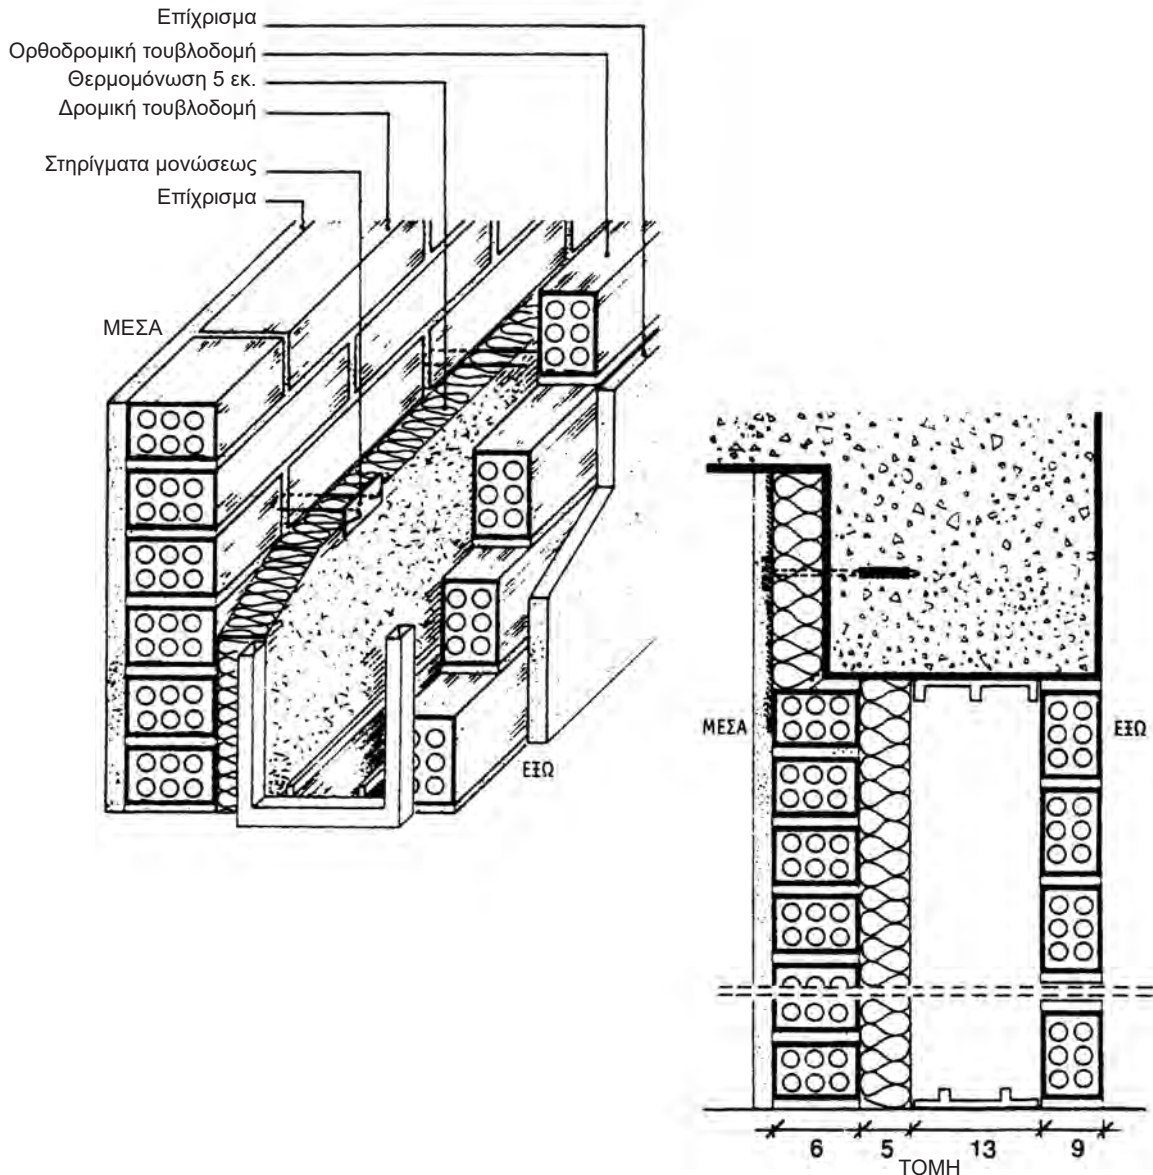 Επίχρισμα
Ορθοδρομική τουβλοδομή
Θερμομόνωση 5 εκ.
Δρομική τουβλοδομή
Στηρίγματα μονώσεως
Επίχρισμα
ΜΕΣΑ
ΕΞΩ
ΜΕΣΑ
ΕΞΩ
6 5 13 9
ΤΟΜΗ